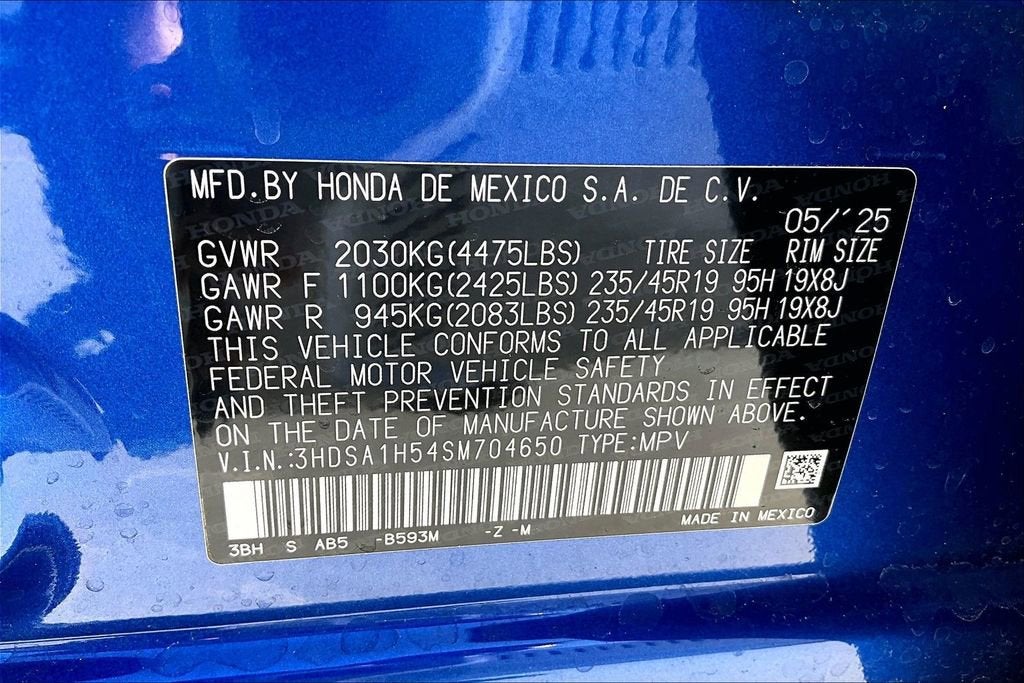 MFD.BY HONDA DE MEXICO S.A. DE C.V.
05/'25
GVWR 2030KG(4475LBS) TIRE SIZE RIM SIZE
GAWR F 1100KG(2425LBS) 235/45R19 95H 19X8J
GAWR R 945KG(2083LBS) 235/45R19 95H 19X8J
THIS VEHICLE CONFORMS TO ALL APPLICABLE
FEDERAL MOTOR VEHICLE SAFETY
AND THEFT PREVENTION STANDARDS IN EFFECT
ON THE DATE OF MANUFACTURE SHOWN ABOVE.
V.I.N.:3HDSA1H54SM704650 TYPE:MPV
MADE IN MEXICO
3BH S AB5 -B593M -Z -M